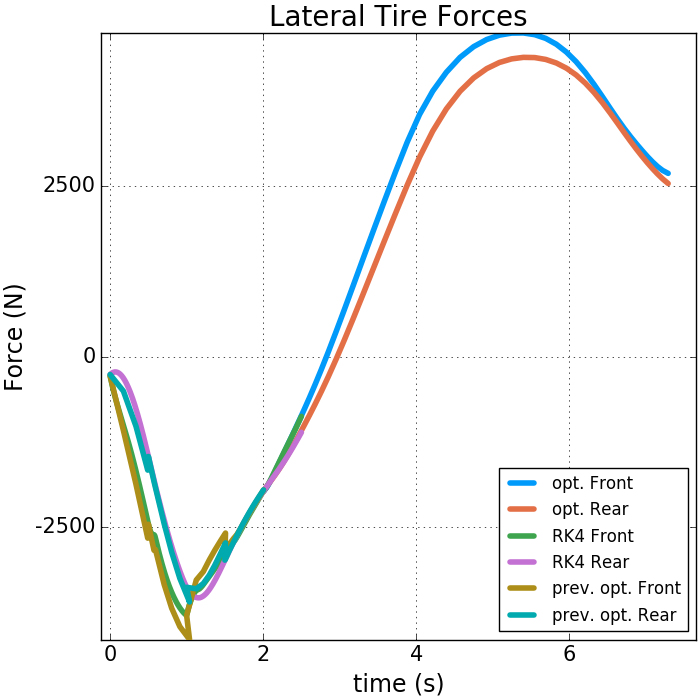 Lateral Tire Forces
Force (N)
2500
0
-2500
0 2 4 6
time (s)
opt. Front
opt. Rear
RK4 Front
RK4 Rear
prev. opt. Front
prev. opt. Rear